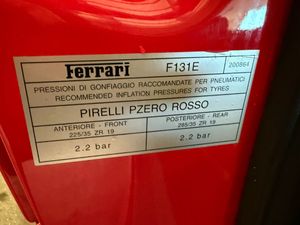 Ferrari F131E 200864
PRESSIONI DI GONFIAGGIO RACCOMANDATE PER PNEUMATICI
RECOMMENDED INFLATION PRESSURES FOR TYRES
PIRELLI PZERO ROSSO
ANTERIORE - FRONT POSTERIORE - REAR
225/35 ZR 19 285/35 ZR 19
2.2 bar 2.2 bar